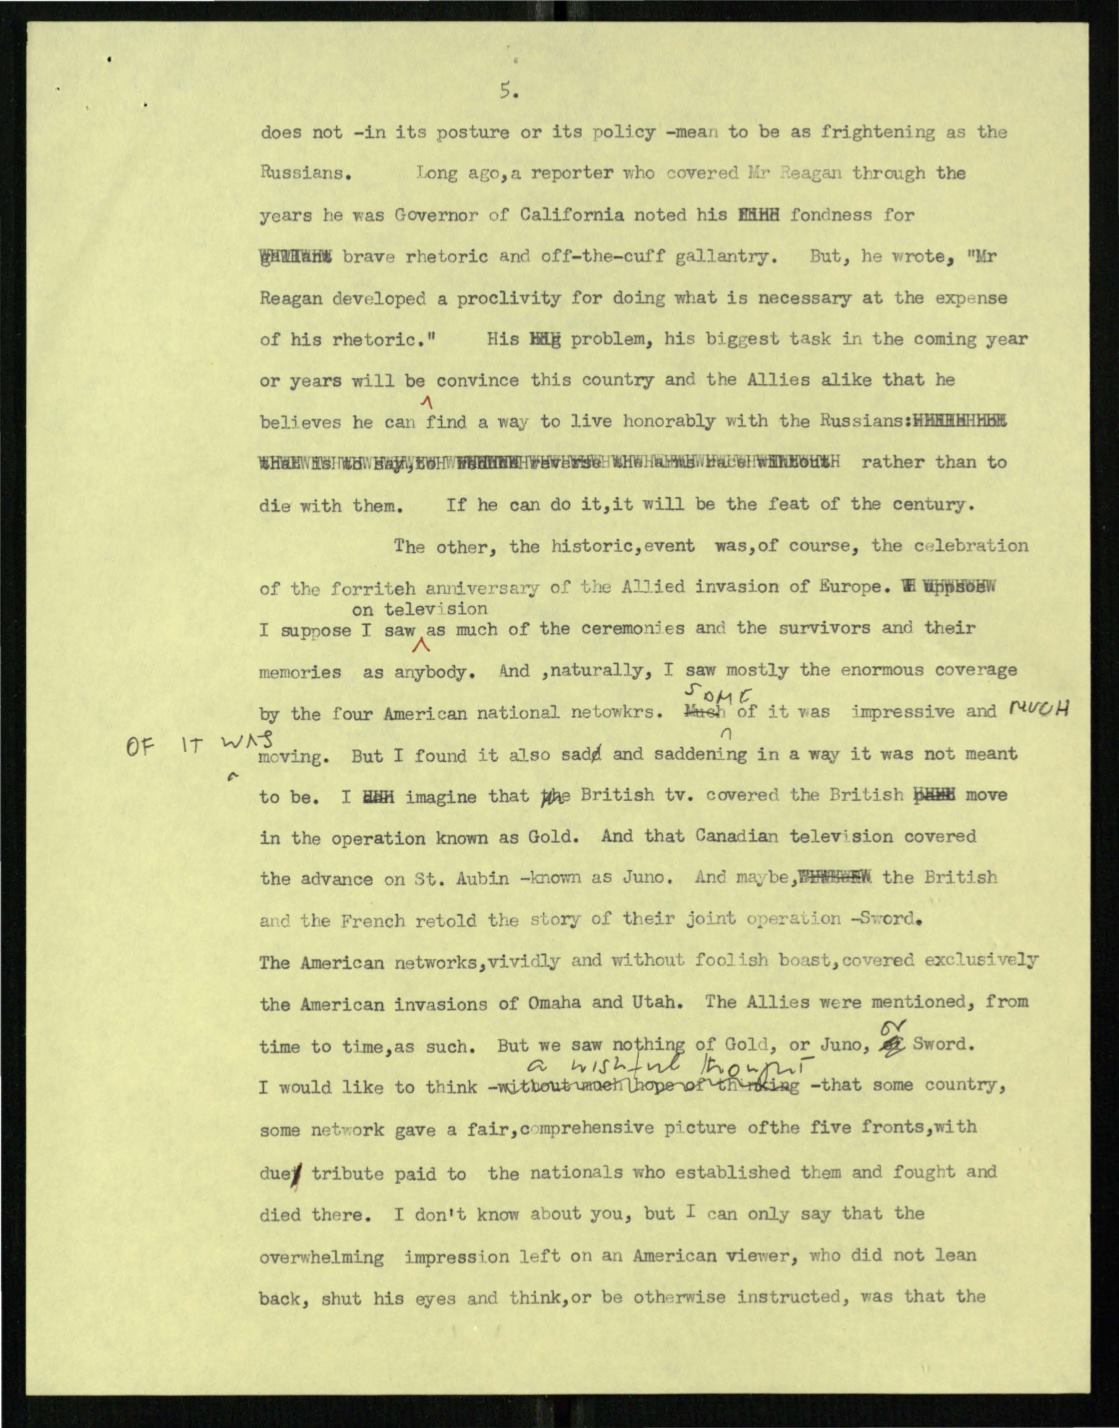 5.
does not -in its posture or its policy -mean to be as frightening as the
Russians. Long ago,a reporter who covered Mr Reagan through the
years he was Governor of California noted his fondness for
brave rhetoric and off-the-cuff gallantry. But, he wrote, "Mr
Reagan developed a proclivity for doing what is necessary at the expense
of his rhetoric." His problem, his biggest task in the coming year
or years will be convince this country and the Allies alike that he
believes he can find a way to live honorably with the Russians:
that is to say,to reverse the arms race without rather than to
die with them. If he can do it,it will be the feat of the century.
The other, the historic,event was,of course, the celebration
of the forriteh anniversary of the Allied invasion of Europe.
on television
I suppose I saw as much of the ceremonies and the survivors and their
memories as anybody. And ,naturally, I saw mostly the enormous coverage
SOME
by the four American national netowkrs. Much of it was impressive and MUCH
OF IT WAS
moving. But I found it also sad and saddening in a way it was not meant
to be. I imagine that the British tv. covered the British move
in the operation known as Gold. And that Canadian television covered
the advance on St. Aubin -known as Juno. And maybe, the British
and the French retold the story of their joint operation -Sword.
The American networks,vividly and without foolish boast,covered exclusively
the American invasions of Omaha and Utah. The Allies were mentioned, from
or
time to time,as such. But we saw nothing of Gold, or Juno, Sword.
a wishful thought
I would like to think -without much hope of thinking -that some country,
some network gave a fair,comprehensive picture ofthe five fronts,with
due tribute paid to the nationals who established them and fought and
died there. I don't know about you, but I can only say that the
overwhelming impression left on an American viewer, who did not lean
back, shut his eyes and think,or be otherwise instructed, was that the